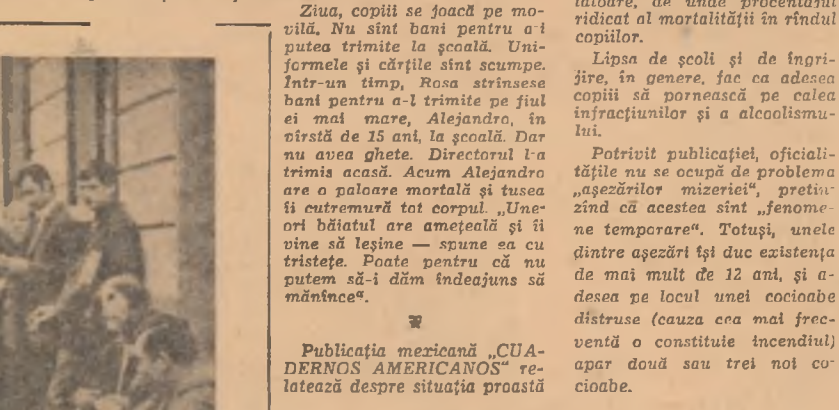 Ziua, copiii se joacă pe mo-
vilă. Nu sînt bani pentru a-i
putea trimite la școală. Uni-
formele și cărțile sînt scumpe.
Intr-un timp, Rosa strînsese
bani pentru a-l trimite pe fiul
ei mai mare, Alejandro, în
vîrstă de 15 ani, la școală. Dar
nu avea ghete. Directorul l-a
trimis acasă. Acum Alejandro
are o paloare mortală și tusea
îi cutremură tot corpul. „Une-
ori băiatul are amețeală și îi
vine să leșine — spune ea cu
tristețe. Poate pentru că nu
putem să-i dăm îndeajuns să
mănînce“.
Publicația mexicană „CUA-
DERNOS AMERICANOS“ re-
latează despre situația proastă
ridicat al mortalității în rîndul
copiilor.
Lipsa de școli și de îngri-
jire, în genere, fac ca adesea
copiii să pornească pe calea
infracțiunilor și a alcoolismu-
lui.
Potrivit publicației, oficiali-
tățile nu se ocupă de problema
„așezărilor mizeriei“, pretin-
zînd că acestea sînt „fenome-
ne temporare“. Totuși, unele
dintre așezări își duc existența
de mai mult de 12 ani, și a-
desea pe locul unei cocioabe
distruse (cauza cea mai frec-
ventă o constituie incendiul)
apar două sau trei noi co-
cioabe.